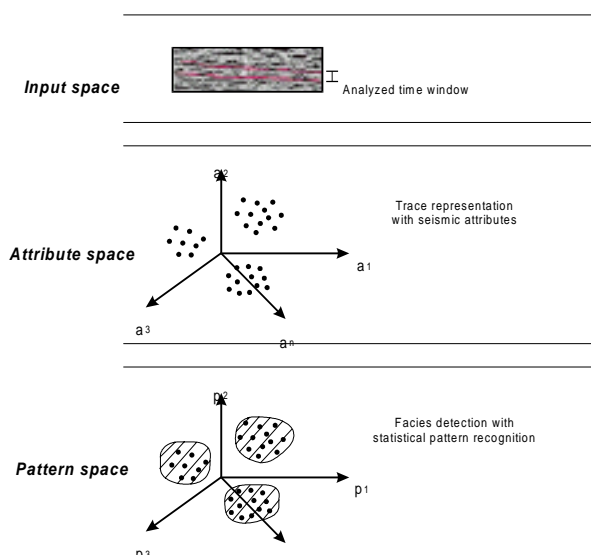 Input space
Analyzed time window
a2
Trace representation
with seismic attributes
Attribute space
a1
a3
an
p2
Facies detection with
statistical pattern recognition
Pattern space
p1
p3